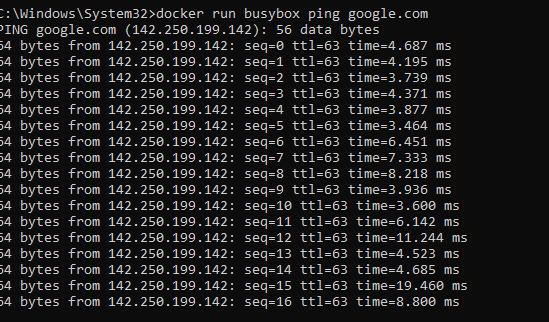 C:\Windows\System32>docker run busybox ping google.com
PING google.com (142.250.199.142): 56 data bytes
64 bytes from 142.250.199.142: seq=0 ttl=63 time=4.687 ms
64 bytes from 142.250.199.142: seq=1 ttl=63 time=4.195 ms
64 bytes from 142.250.199.142: seq=2 ttl=63 time=3.739 ms
64 bytes from 142.250.199.142: seq=3 ttl=63 time=4.371 ms
64 bytes from 142.250.199.142: seq=4 ttl=63 time=3.877 ms
64 bytes from 142.250.199.142: seq=5 ttl=63 time=3.464 ms
64 bytes from 142.250.199.142: seq=6 ttl=63 time=6.451 ms
64 bytes from 142.250.199.142: seq=7 ttl=63 time=7.333 ms
64 bytes from 142.250.199.142: seq=8 ttl=63 time=8.218 ms
64 bytes from 142.250.199.142: seq=9 ttl=63 time=3.936 ms
64 bytes from 142.250.199.142: seq=10 ttl=63 time=3.600 ms
64 bytes from 142.250.199.142: seq=11 ttl=63 time=6.142 ms
64 bytes from 142.250.199.142: seq=12 ttl=63 time=11.244 ms
64 bytes from 142.250.199.142: seq=13 ttl=63 time=4.523 ms
64 bytes from 142.250.199.142: seq=14 ttl=63 time=4.685 ms
64 bytes from 142.250.199.142: seq=15 ttl=63 time=19.460 ms
64 bytes from 142.250.199.142: seq=16 ttl=63 time=8.800 ms